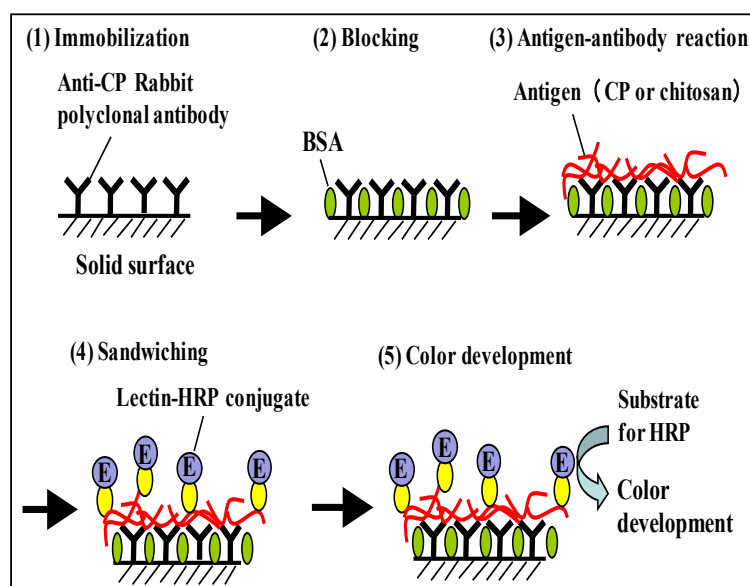 (1) Immobilization
Anti-CP Rabbit
polyclonal antibody
Solid surface
(2) Blocking
BSA
(3) Antigen-antibody reaction
Antigen（CP or chitosan）
(4) Sandwiching
Lectin-HRP conjugate
E
E
E
E
(5) Color development
E
E
E
E
Substrate
for HRP
Color
development